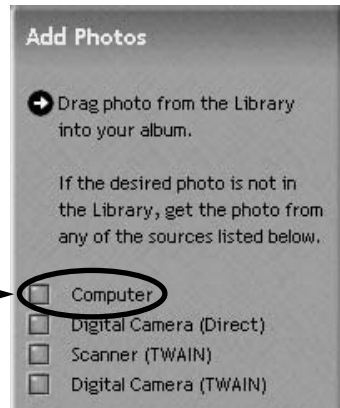 Add Photos
Drag photo from the Library
into your album.
If the desired photo is not in
the Library, get the photo from
any of the sources listed below.
Computer
Digital Camera (Direct)
Scanner (TWAIN)
Digital Camera (TWAIN)